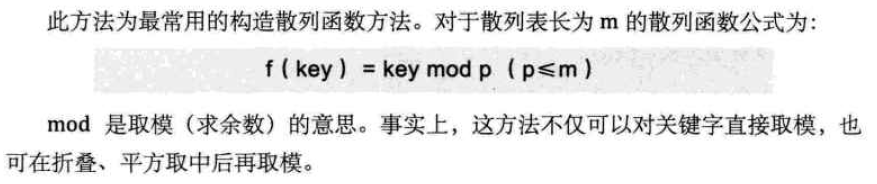 此方法为最常用的构造散列函数方法。对于散列表长为 m 的散列函数公式为：
f ( key ) = key mod p ( p≤m )
mod 是取模（求余数）的意思。事实上，这方法不仅可以对关键字直接取模，也
可在折叠、平方取中后再取模。